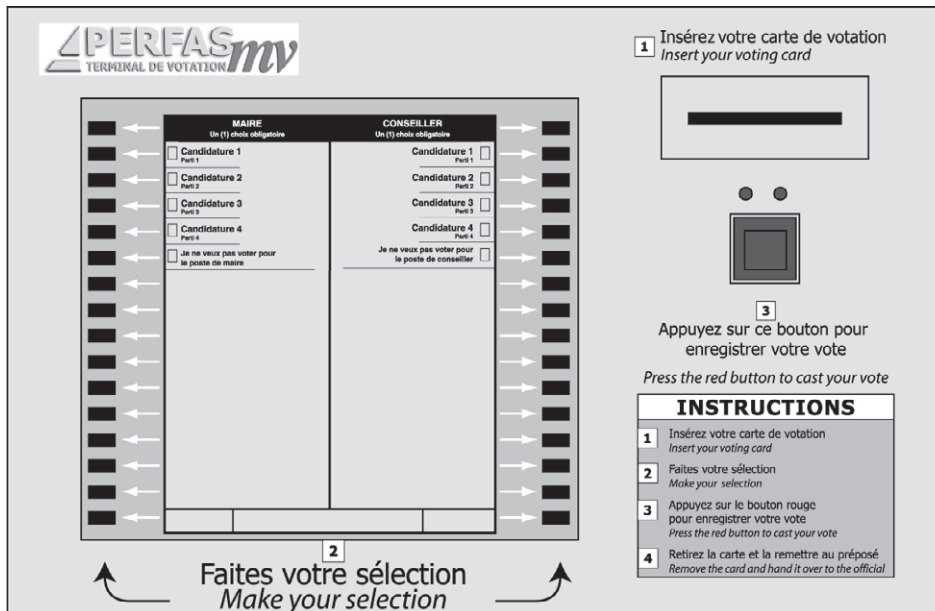 PERFAS mv
TERMINAL DE VOTATION
MAIRE
Un (1) choix obligatoire
Candidature 1
Parti 1
Candidature 2
Parti 2
Candidature 3
Parti 3
Candidature 4
Parti 4
Je ne veux pas voter pour
le poste de maire
CONSEILLER
Un (1) choix obligatoire
Candidature 1
Parti 1
Candidature 2
Parti 2
Candidature 3
Parti 3
Candidature 4
Parti 4
Je ne veux pas voter pour
le poste de conseiller
2
Faites votre sélection
Make your selection
1 Insérez votre carte de votation
Insert your voting card
3
Appuyez sur ce bouton pour
enregistrer votre vote
Press the red button to cast your vote
INSTRUCTIONS
1 Insérez votre carte de votation
Insert your voting card
2 Faites votre sélection
Make your selection
3 Appuyez sur le bouton rouge
pour enregistrer votre vote
Press the red button to cast your vote
4 Retirez la carte et la remettre au préposé
Remove the card and hand it over to the official